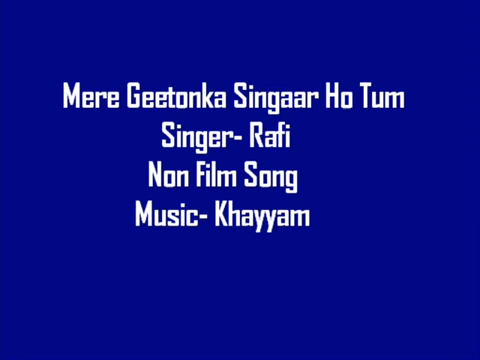 Mere Geetonka Singaar Ho Tum
Singer- Rafi
Non Film Song
Music- Khayyam